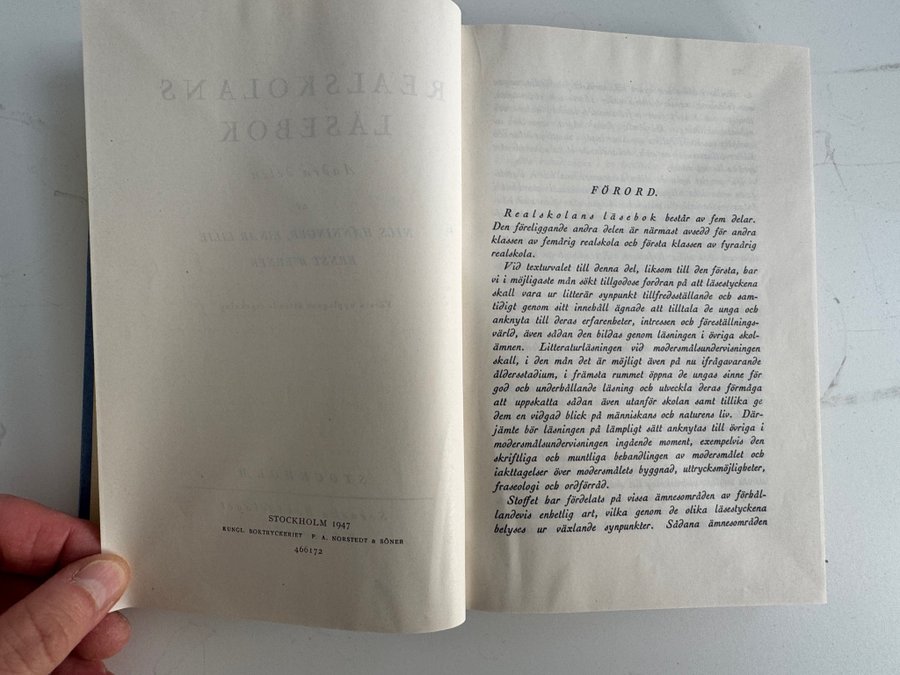 STOCKHOLM 1947
KUNGL. BOKTRYCKERIET P. A. NORSTEDT & SÖNER
466172
FÖRORD.
Realskolans läsebok består av fem delar.
Den föreliggande andra delen är närmast avsedd för andra
klassen av femårig realskola och första klassen av fyraårig
realskola.
Vid texturvalet till denna del, liksom till den första, har
vi i möjligaste mån sökt tillgodose fordran på att läsestyckena
skall vara ur litterär synpunkt tillfredsställande och sam-
tidigt genom sitt innehåll ägnade att tilltala de unga och
anknyta till deras erfarenheter, intressen och föreställnings-
värld, även sådan den bildas genom läsningen i övriga skol-
ämnen. Litteraturläsningen vid modersmålsundervisningen
skall, i den mån det är möjligt även på nu ifrågavarande
åldersstadium, i främsta rummet öppna de ungas sinne för
god och underhållande läsning och utveckla deras förmåga
att uppskatta sådan även utanför skolan samt tillika ge
dem en vidgad blick på människans och naturens liv. Där-
jämte bör läsningen på lämpligt sätt anknytas till övriga i
modersmålsundervisningen ingående moment, exempelvis den
skriftliga och muntliga behandlingen av modersmålet och
iakttagelser över modersmålets byggnad, uttrycksmöjligheter,
fraseologi och ordförråd.
Stoffet har fördelats på vissa ämnesområden av förhål-
landevis enhetlig art, vilka genom de olika läsestyckena
belyses ur växlande synpunkter. Sådana ämnesområden